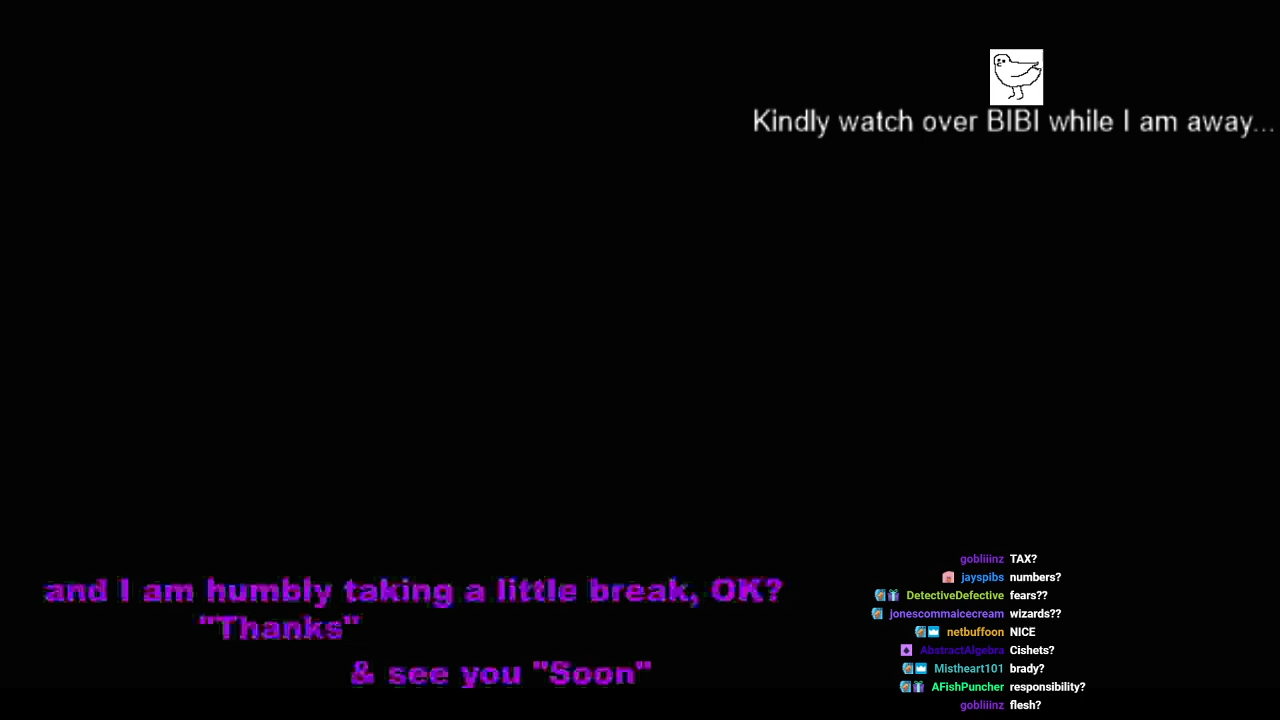 Kindly watch over BIBI while I am away...
and I am humbly taking a little break, OK?
"Thanks"
& see you "Soon"
gobliiinz TAX?
jayspibs numbers?
DetectiveDefective fears??
jonescommaicecream wizards??
netbuffoon NICE
AbstractAlgebra Cishets?
Mistheart101 brady?
AFishPuncher responsibility?
gobliiinz flesh?